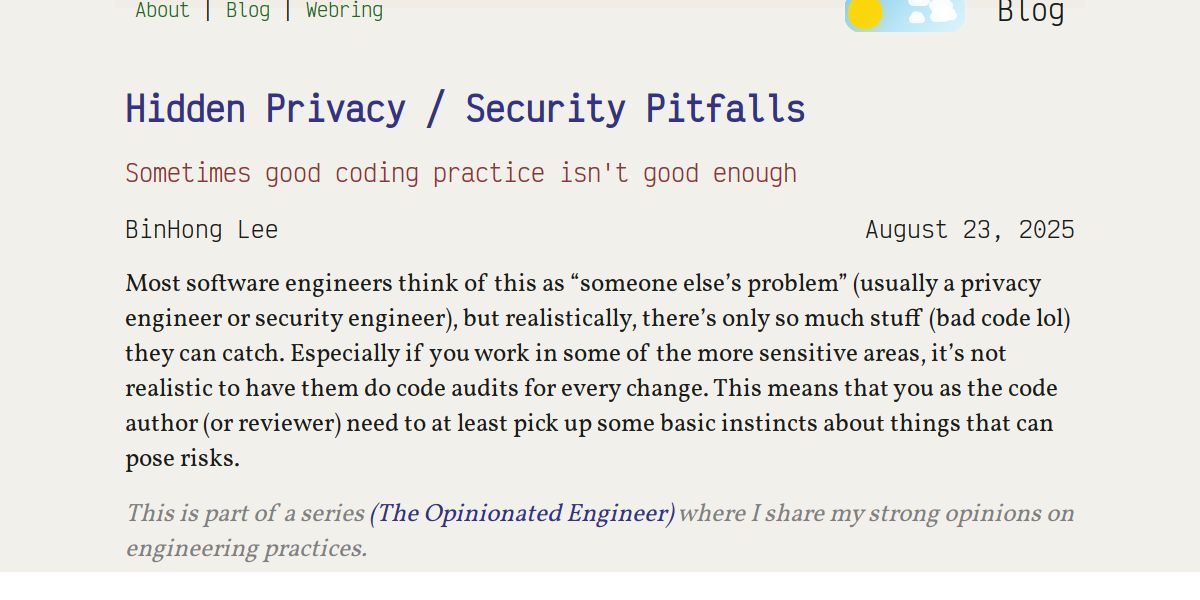 About | Blog | Webring
Blog
Hidden Privacy / Security Pitfalls
Sometimes good coding practice isn't good enough
BinHong Lee
August 23, 2025
Most software engineers think of this as “someone else’s problem” (usually a privacy
engineer or security engineer), but realistically, there’s only so much stuff (bad code lol)
they can catch. Especially if you work in some of the more sensitive areas, it’s not
realistic to have them do code audits for every change. This means that you as the code
author (or reviewer) need to at least pick up some basic instincts about things that can
pose risks.
This is part of a series (The Opinionated Engineer) where I share my strong opinions on
engineering practices.